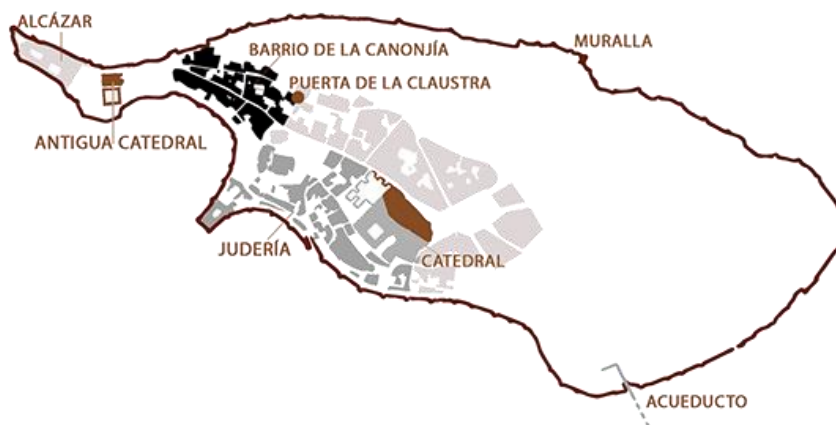 ALCÁZAR
BARRIO DE LA CANONJÍA
MURALLA
PUERTA DE LA CLAUSTRA
ANTIGUA CATEDRAL
JUDERÍA
CATEDRAL
ACUEDUCTO